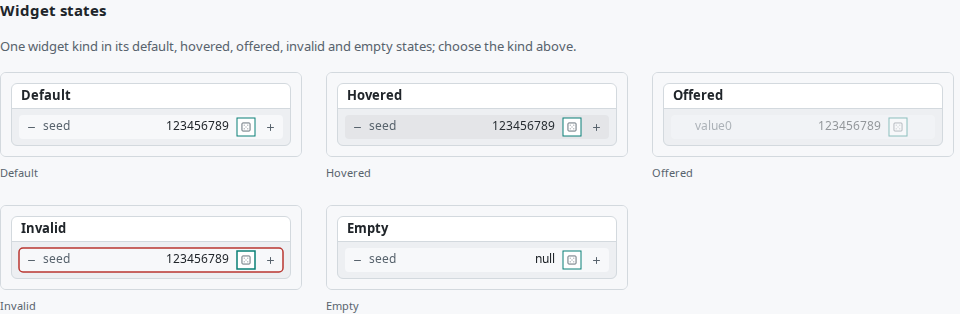 Widget states
One widget kind in its default, hovered, offered, invalid and empty states; choose the kind above.
Default
– seed 123456789 +
Default
Hovered
– seed 123456789 +
Hovered
Offered
value0 123456789
Offered
Invalid
– seed 123456789 +
Invalid
Empty
– seed null +
Empty